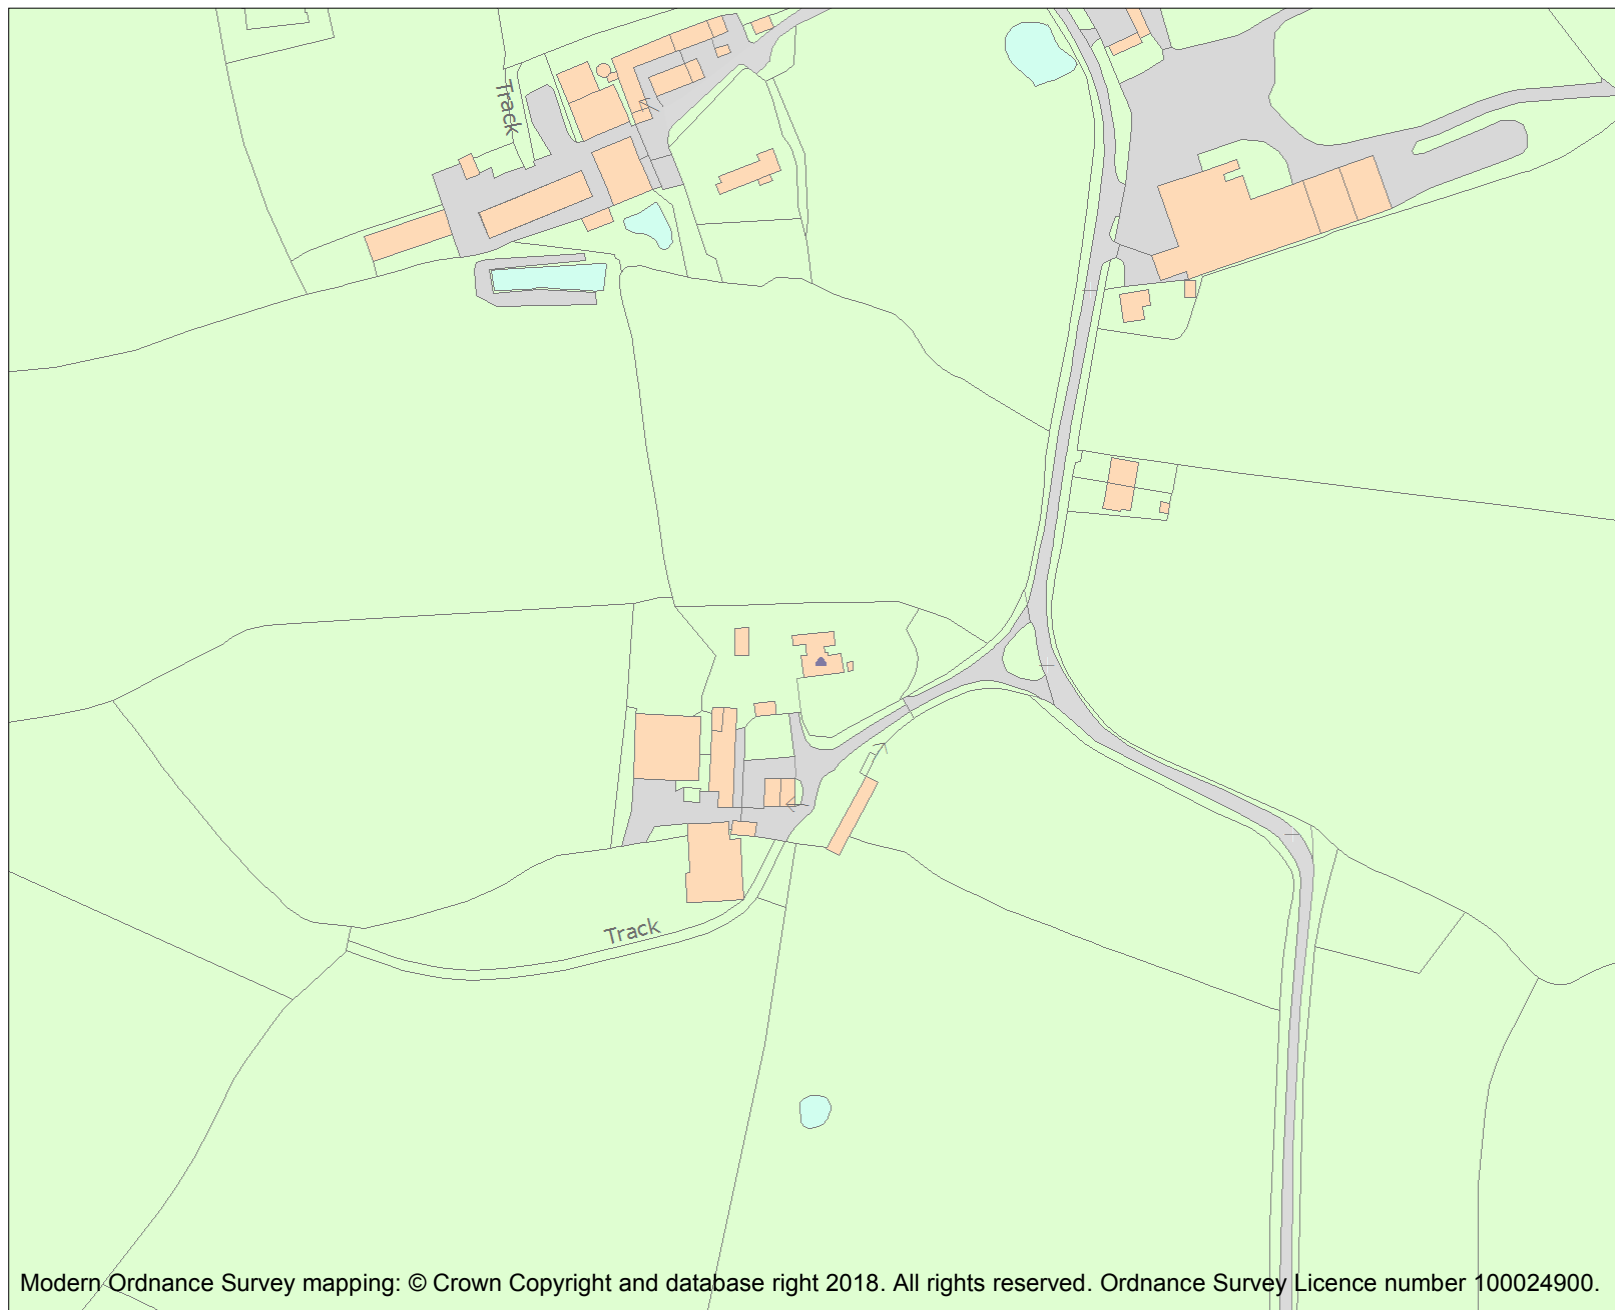 Track
Track
Modern Ordnance Survey mapping: © Crown Copyright and database right 2018. All rights reserved. Ordnance Survey Licence number 100024900.